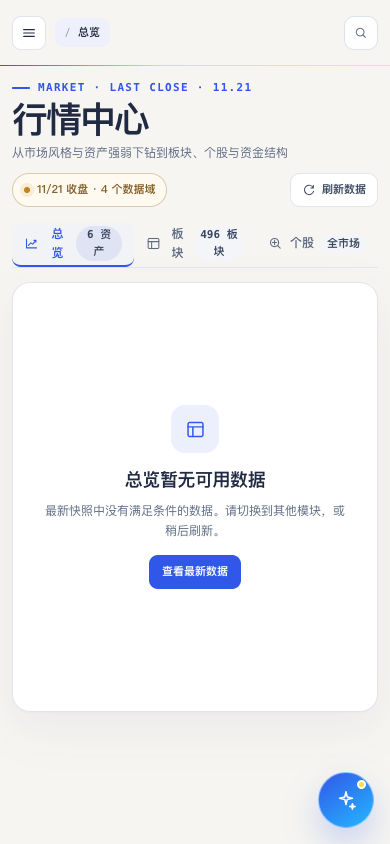 / 总览
MARKET · LAST CLOSE · 11.21
行情中心
从市场风格与资产强弱下钻到板块、个股与资金结构
11/21 收盘 · 4 个数据域
刷新数据
总览 6 资产
板块 496 板块
个股 全市场
总览暂无可用数据
最新快照中没有满足条件的数据。请切换到其他模块，或
稍后刷新。
查看最新数据